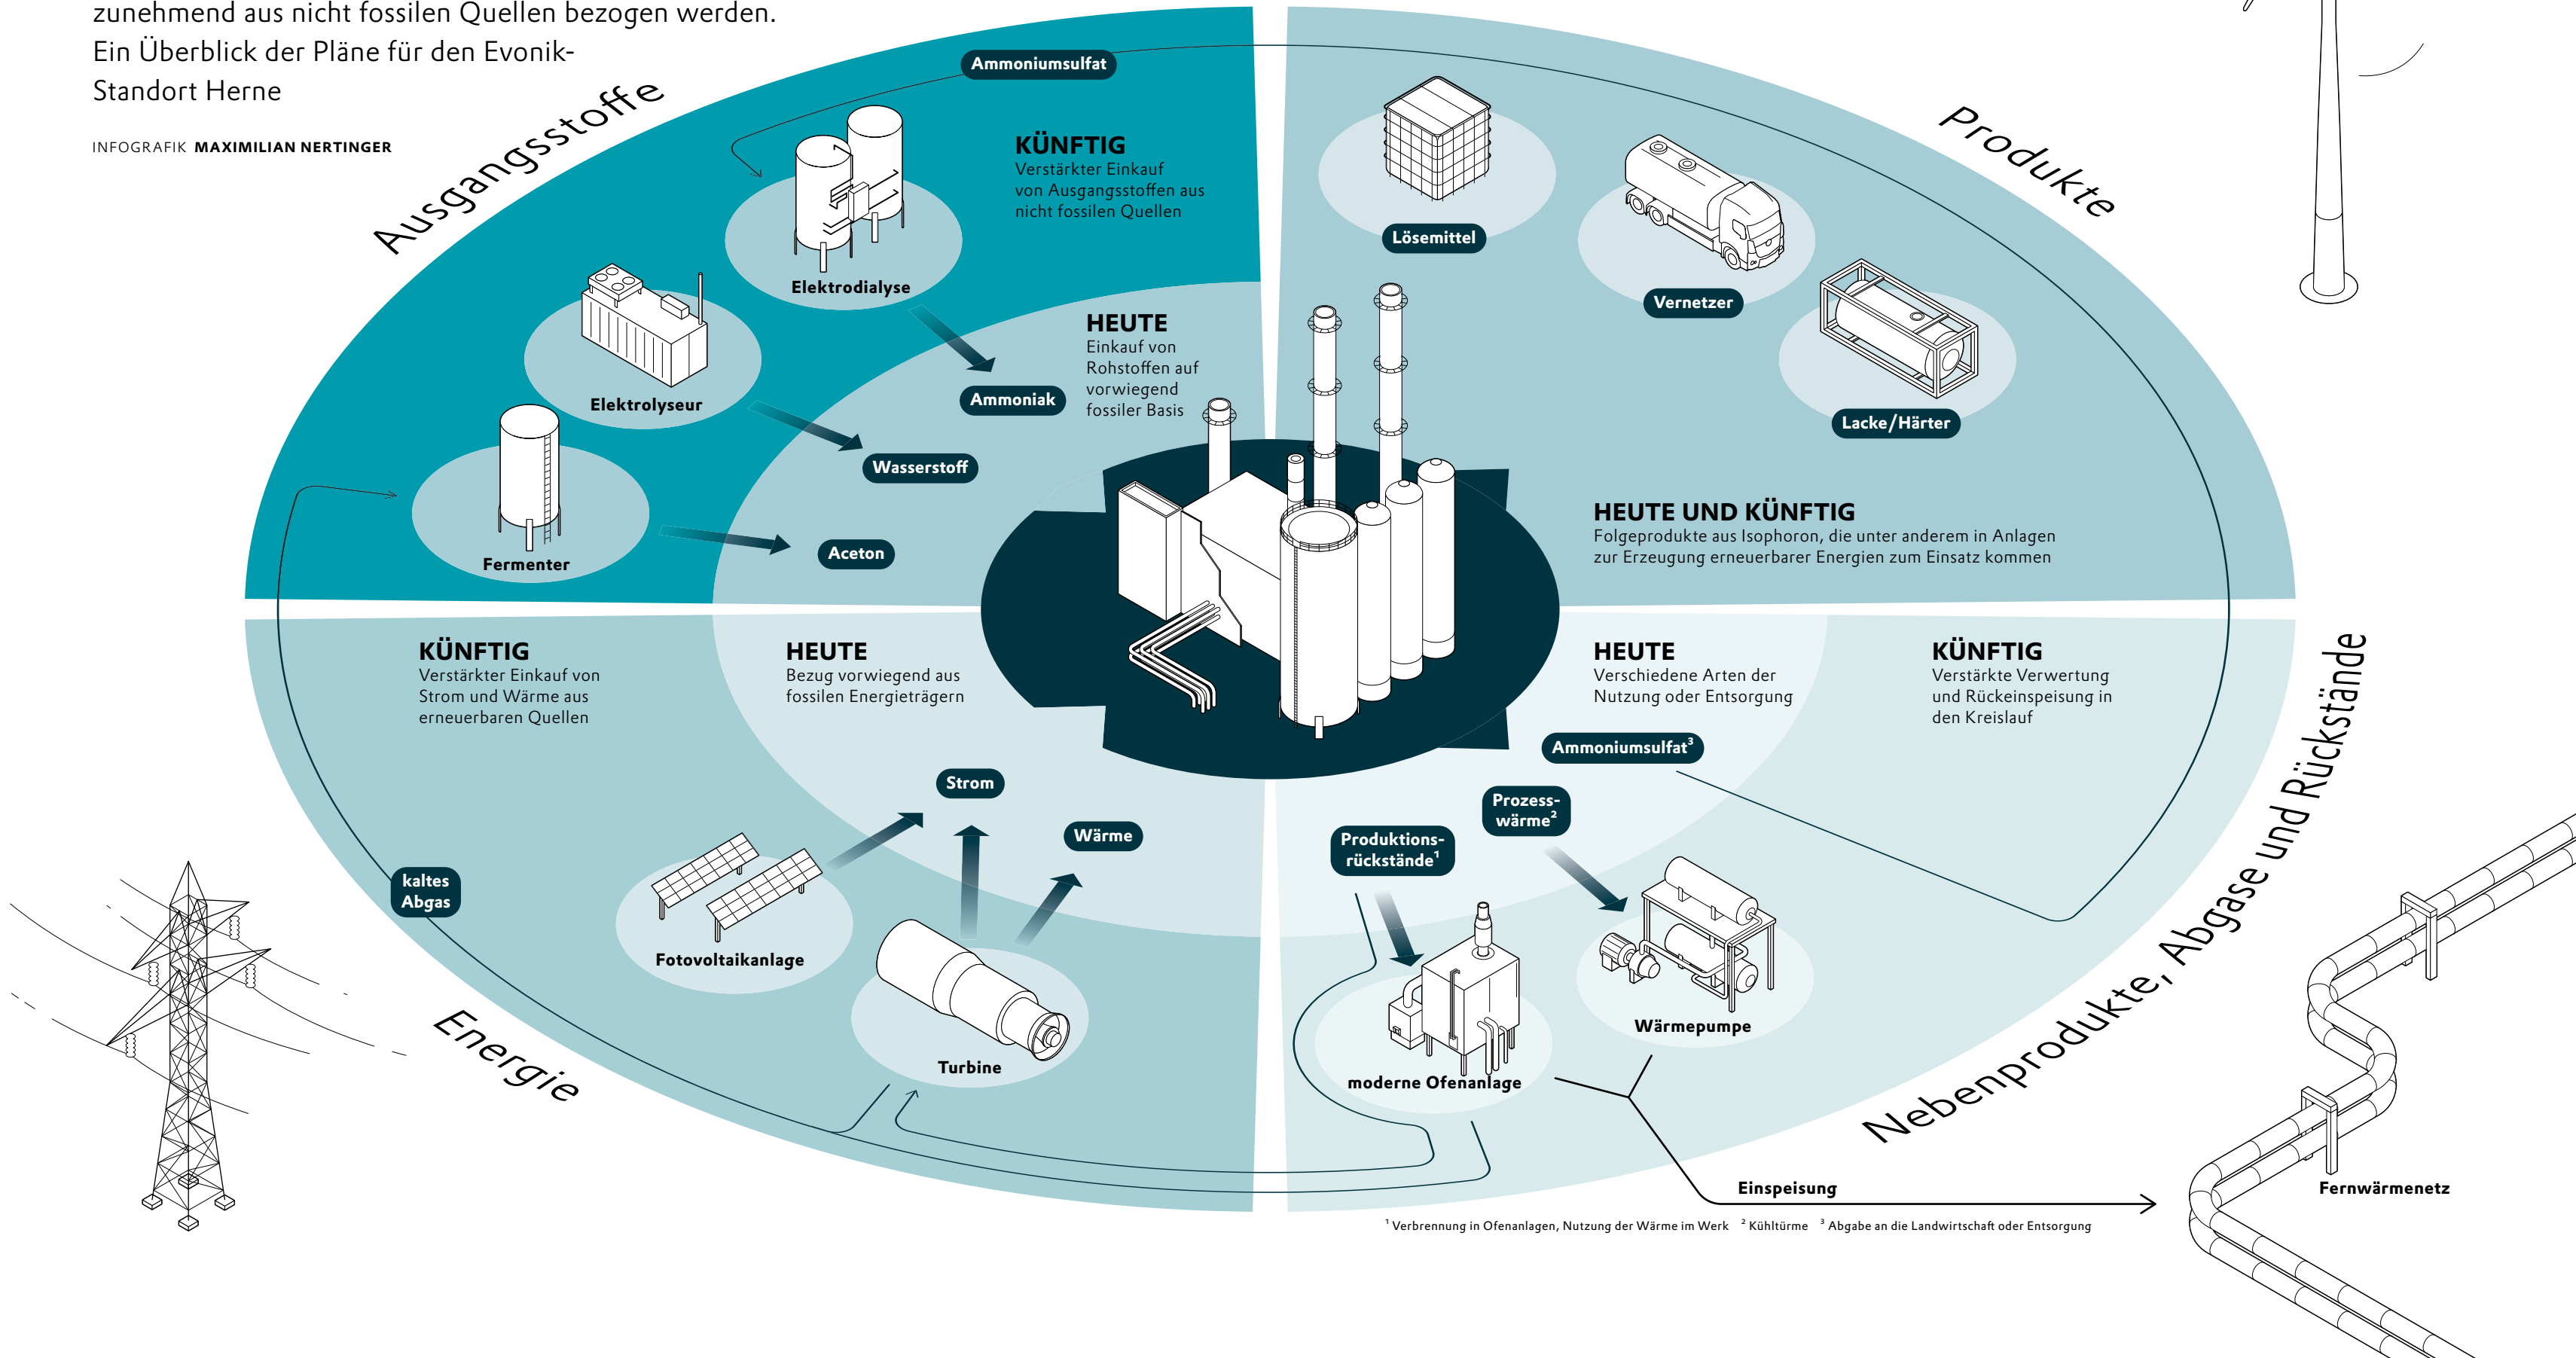 zunehmend aus nicht fossilen Quellen bezogen werden.
Ein Überblick der Pläne für den Evonik-
Standort Herne
INFOGRAFIK MAXIMILIAN NERTINGER
Ausgangsstoffe
Ammoniumsulfat
KÜNFTIG
Verstärkter Einkauf
von Ausgangsstoffen aus
nicht fossilen Quellen
Elektrodialyse
Elektrolyseur
Fermenter
HEUTE
Einkauf von
Rohstoffen auf
vorwiegend
fossiler Basis
Ammoniak
Wasserstoff
Aceton
Produkte
Lösemittel
Vernetzer
Lacke/Härter
HEUTE UND KÜNFTIG
Folgeprodukte aus Isophoron, die unter anderem in Anlagen
zur Erzeugung erneuerbarer Energien zum Einsatz kommen
KÜNFTIG
Verstärkter Einkauf von
Strom und Wärme aus
erneuerbaren Quellen
HEUTE
Bezug vorwiegend aus
fossilen Energieträgern
Strom
Wärme
kaltes
Abgas
Fotovoltaikanlage
Turbine
Energie
HEUTE
Verschiedene Arten der
Nutzung oder Entsorgung
KÜNFTIG
Verstärkte Verwertung
und Rückeinspeisung in
den Kreislauf
Ammoniumsulfat³
Prozess-
wärme²
Produktions-
rückstände¹
Wärmepumpe
moderne Ofenanlage
Nebenprodukte, Abgase und Rückstände
Einspeisung
Fernwärmenetz
¹ Verbrennung in Ofenanlagen, Nutzung der Wärme im Werk ² Kühltürme ³ Abgabe an die Landwirtschaft oder Entsorgung